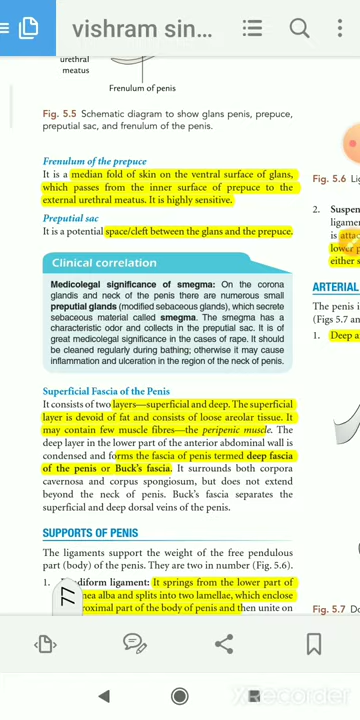 vishram sin...
urethral
meatus
Frenulum of penis
Fig. 5.5 Schematic diagram to show glans penis, prepuce,
preputial sac, and frenulum of the penis.
Frenulum of the prepuce
It is a median fold of skin on the ventral surface of glans,
which passes from the inner surface of prepuce to the
external urethral meatus. It is highly sensitive.
Preputial sac
It is a potential space/cleft between the glans and the prepuce.
Clinical correlation
Medicolegal significance of smegma: On the corona
glandis and neck of the penis there are numerous small
preputial glands (modified sebaceous glands), which secrete
sebaceous material called smegma. The smegma has a
characteristic odor and collects in the preputial sac. It is of
great medicolegal significance in the cases of rape. It should
be cleaned regularly during bathing; otherwise it may cause
inflammation and ulceration in the region of the neck of penis.
Superficial Fascia of the Penis
It consists of two layers—superficial and deep. The superficial
layer is devoid of fat and consists of loose areolar tissue. It
may contain few muscle fibres—the peripenic muscle. The
deep layer in the lower part of the anterior abdominal wall is
condensed and forms the fascia of penis termed deep fascia
of the penis or Buck's fascia. It surrounds both corpora
cavernosa and corpus spongiosum, but does not extend
beyond the neck of penis. Buck's fascia separates the
superficial and deep dorsal veins of the penis.
SUPPORTS OF PENIS
The ligaments support the weight of the free pendulous
part (body) of the penis. They are two in number (Fig. 5.6).
1. diform ligament: It springs from the lower part of
nea alba and splits into two lamellae, which enclose
roximal part of the body of penis and then unite on
77
Fig. 5.6 Li
2. Suspen
ligamen
is atta
lower p
either s
ARTERIAL
The penis i
(Figs 5.7 an
1. Deep a
Fig. 5.7 Do
XRecorder